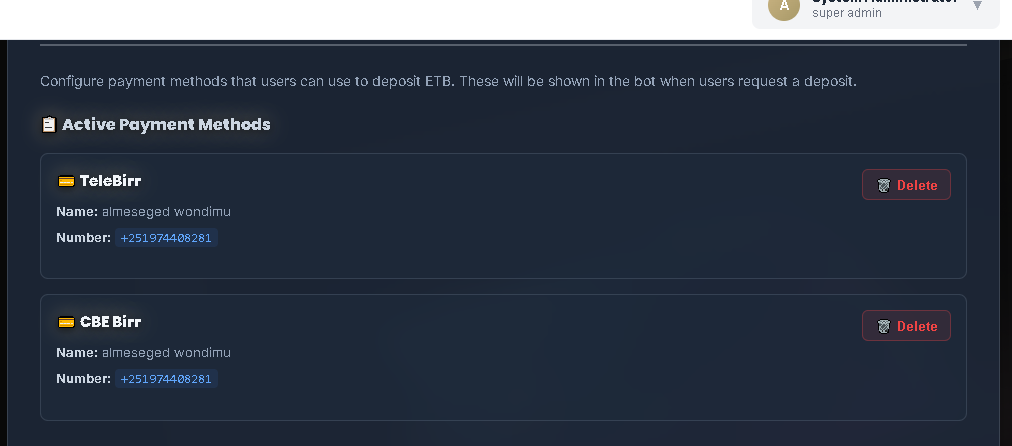 A
System Administrator
super admin
▼
Configure payment methods that users can use to deposit ETB. These will be shown in the bot when users request a deposit.
📋 Active Payment Methods
💳 TeleBirr
🗑 Delete
Name: almeseged wondimu
Number: +251974408281
💳 CBE Birr
🗑 Delete
Name: almeseged wondimu
Number: +251974408281